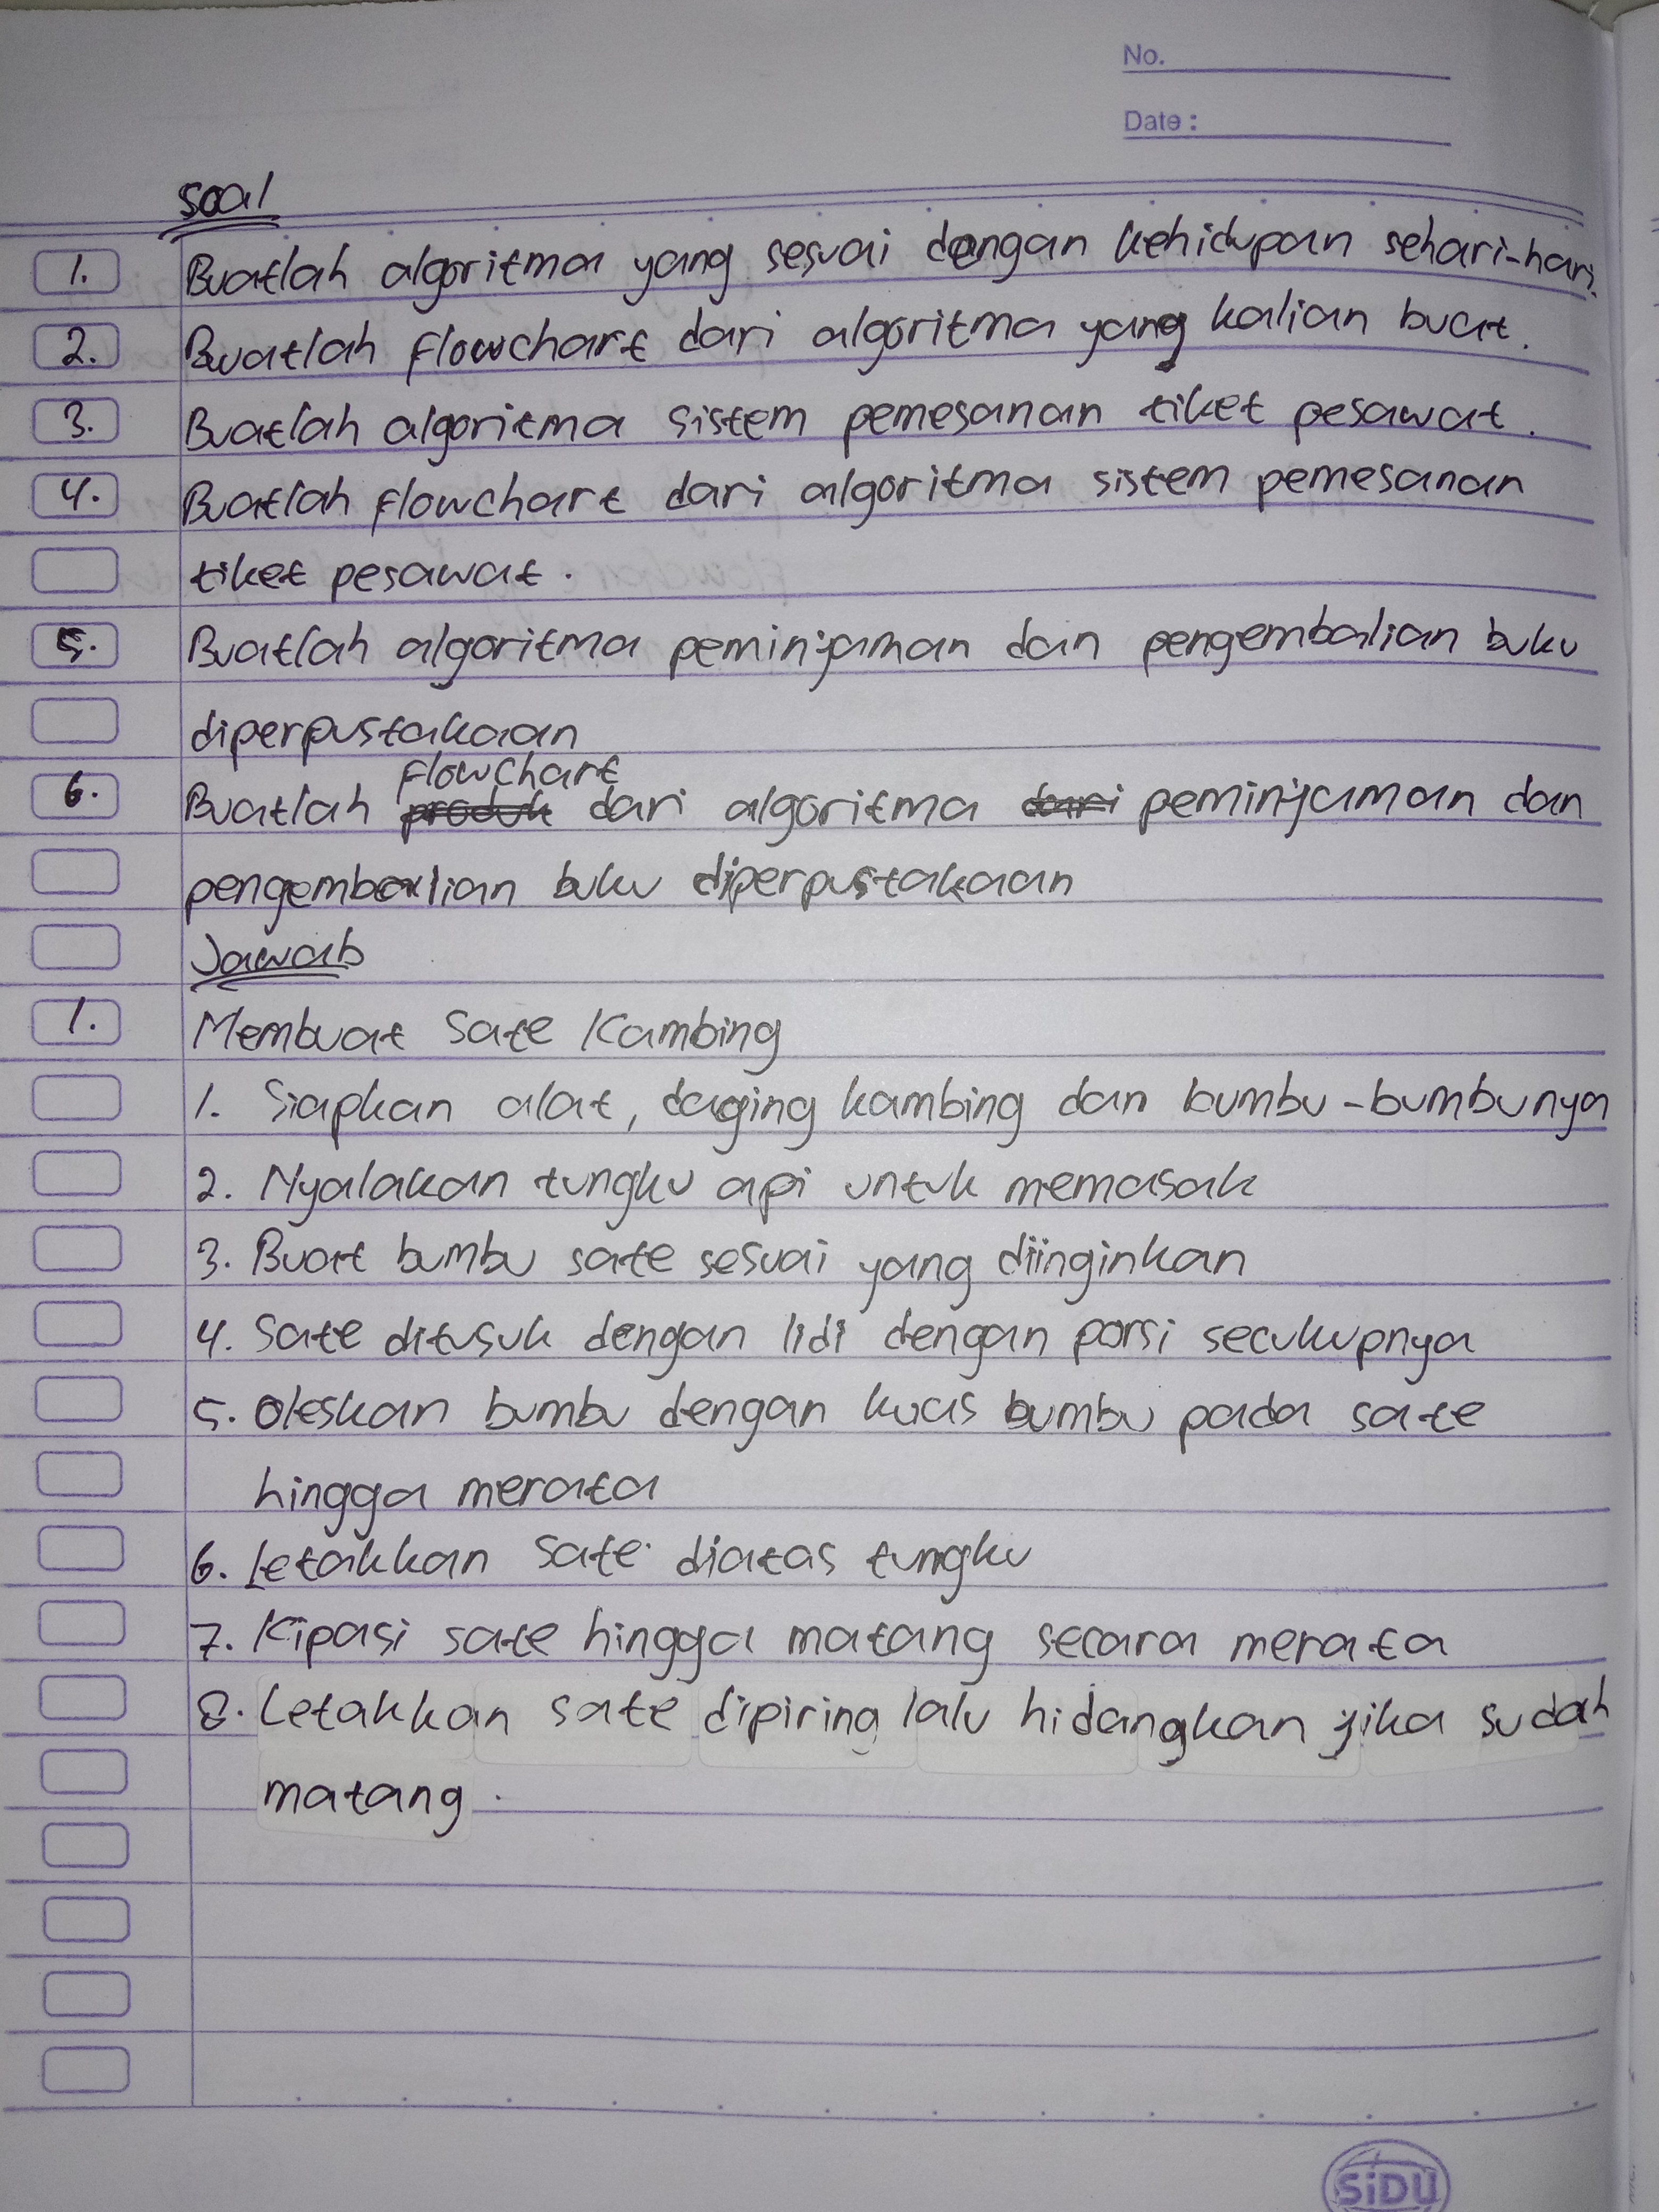 No.
Date :
soal
1. Buatlah algoritma yang sesuai dengan kehidupan sehari-hari.
2. Buatlah flowchart dari algoritma yang kalian buat.
3. Buatlah algoritma sistem pemesanan tiket pesawat.
4. Buatlah flowchart dari algoritma sistem pemesanan
tiket pesawat.
5. Buatlah algoritma peminjaman dan pengembalian buku
diperpustakaan
flowchart
6. Buatlah produk dari algoritma dari peminjaman dan
pengembalian buku diperpustakaan
Jawab
1. Membuat Sate Kambing
1. Siapkan alat, daging kambing dan bumbu-bumbunya
2. Nyalakan tungku api untuk memasak
3. Buat bumbu sate sesuai yang diinginkan
4. Sate ditusuk dengan lidi dengan porsi secukupnya
5. Oleskan bumbu dengan kuas bumbu pada sate
hingga merata
6. Letakkan sate diatas tungku
7. Kipasi sate hingga matang secara merata
8. Letakkan sate dipiring lalu hidangkan jika sudah
matang.
SiDU